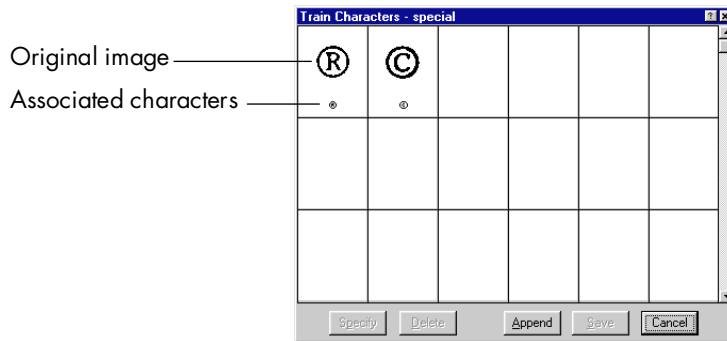 Train Characters - special
Original image
® ©
Associated characters
® ©
Specify Delete Append Save Cancel